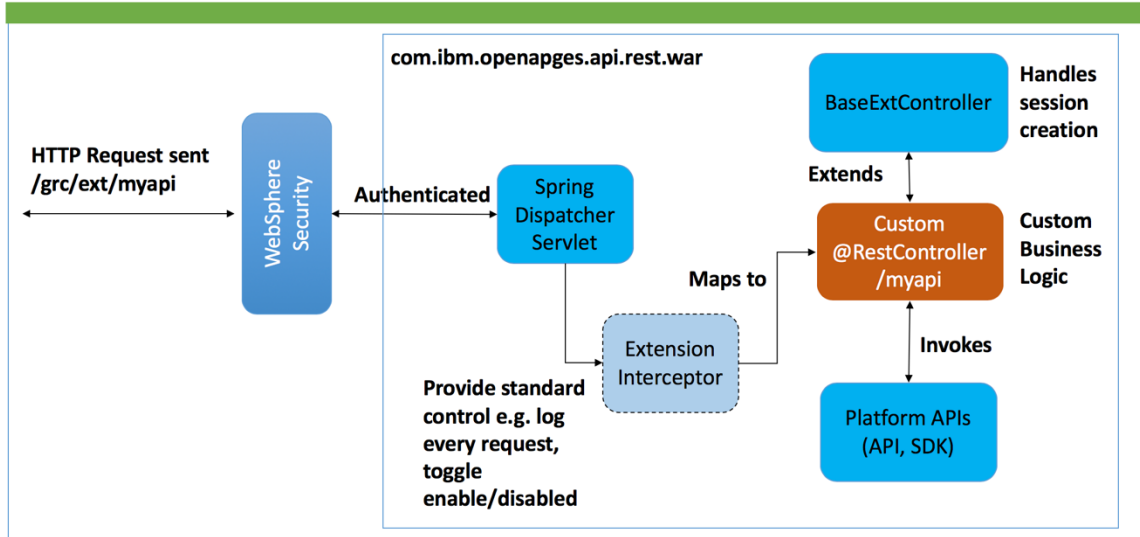 com.ibm.openapges.api.rest.war
HTTP Request sent
/grc/ext/myapi
WebSphere
Security
Authenticated
Spring
Dispatcher
Servlet
Provide standard
control e.g. log
every request,
toggle
enable/disabled
Extension
Interceptor
Maps to
BaseExtController
Handles
session
creation
Extends
Custom
@RestController
/myapi
Custom
Business
Logic
Invokes
Platform APIs
(API, SDK)